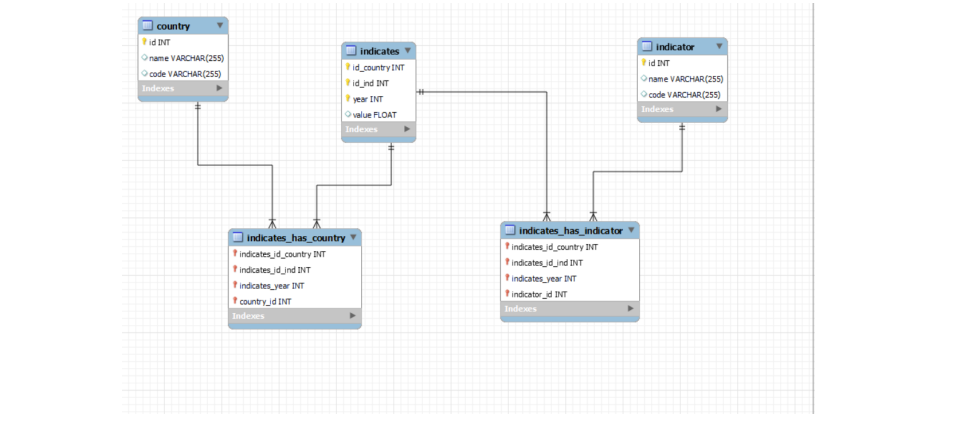 country
id INT
name VARCHAR(255)
code VARCHAR(255)
Indexes
indicates
id_country INT
id_ind INT
year INT
value FLOAT
Indexes
indicator
id INT
name VARCHAR(255)
code VARCHAR(255)
Indexes
indicates_has_country
indicates_id_country INT
indicates_id_ind INT
indicates_year INT
country_id INT
Indexes
indicates_has_indicator
indicates_id_country INT
indicates_id_ind INT
indicates_year INT
indicator_id INT
Indexes